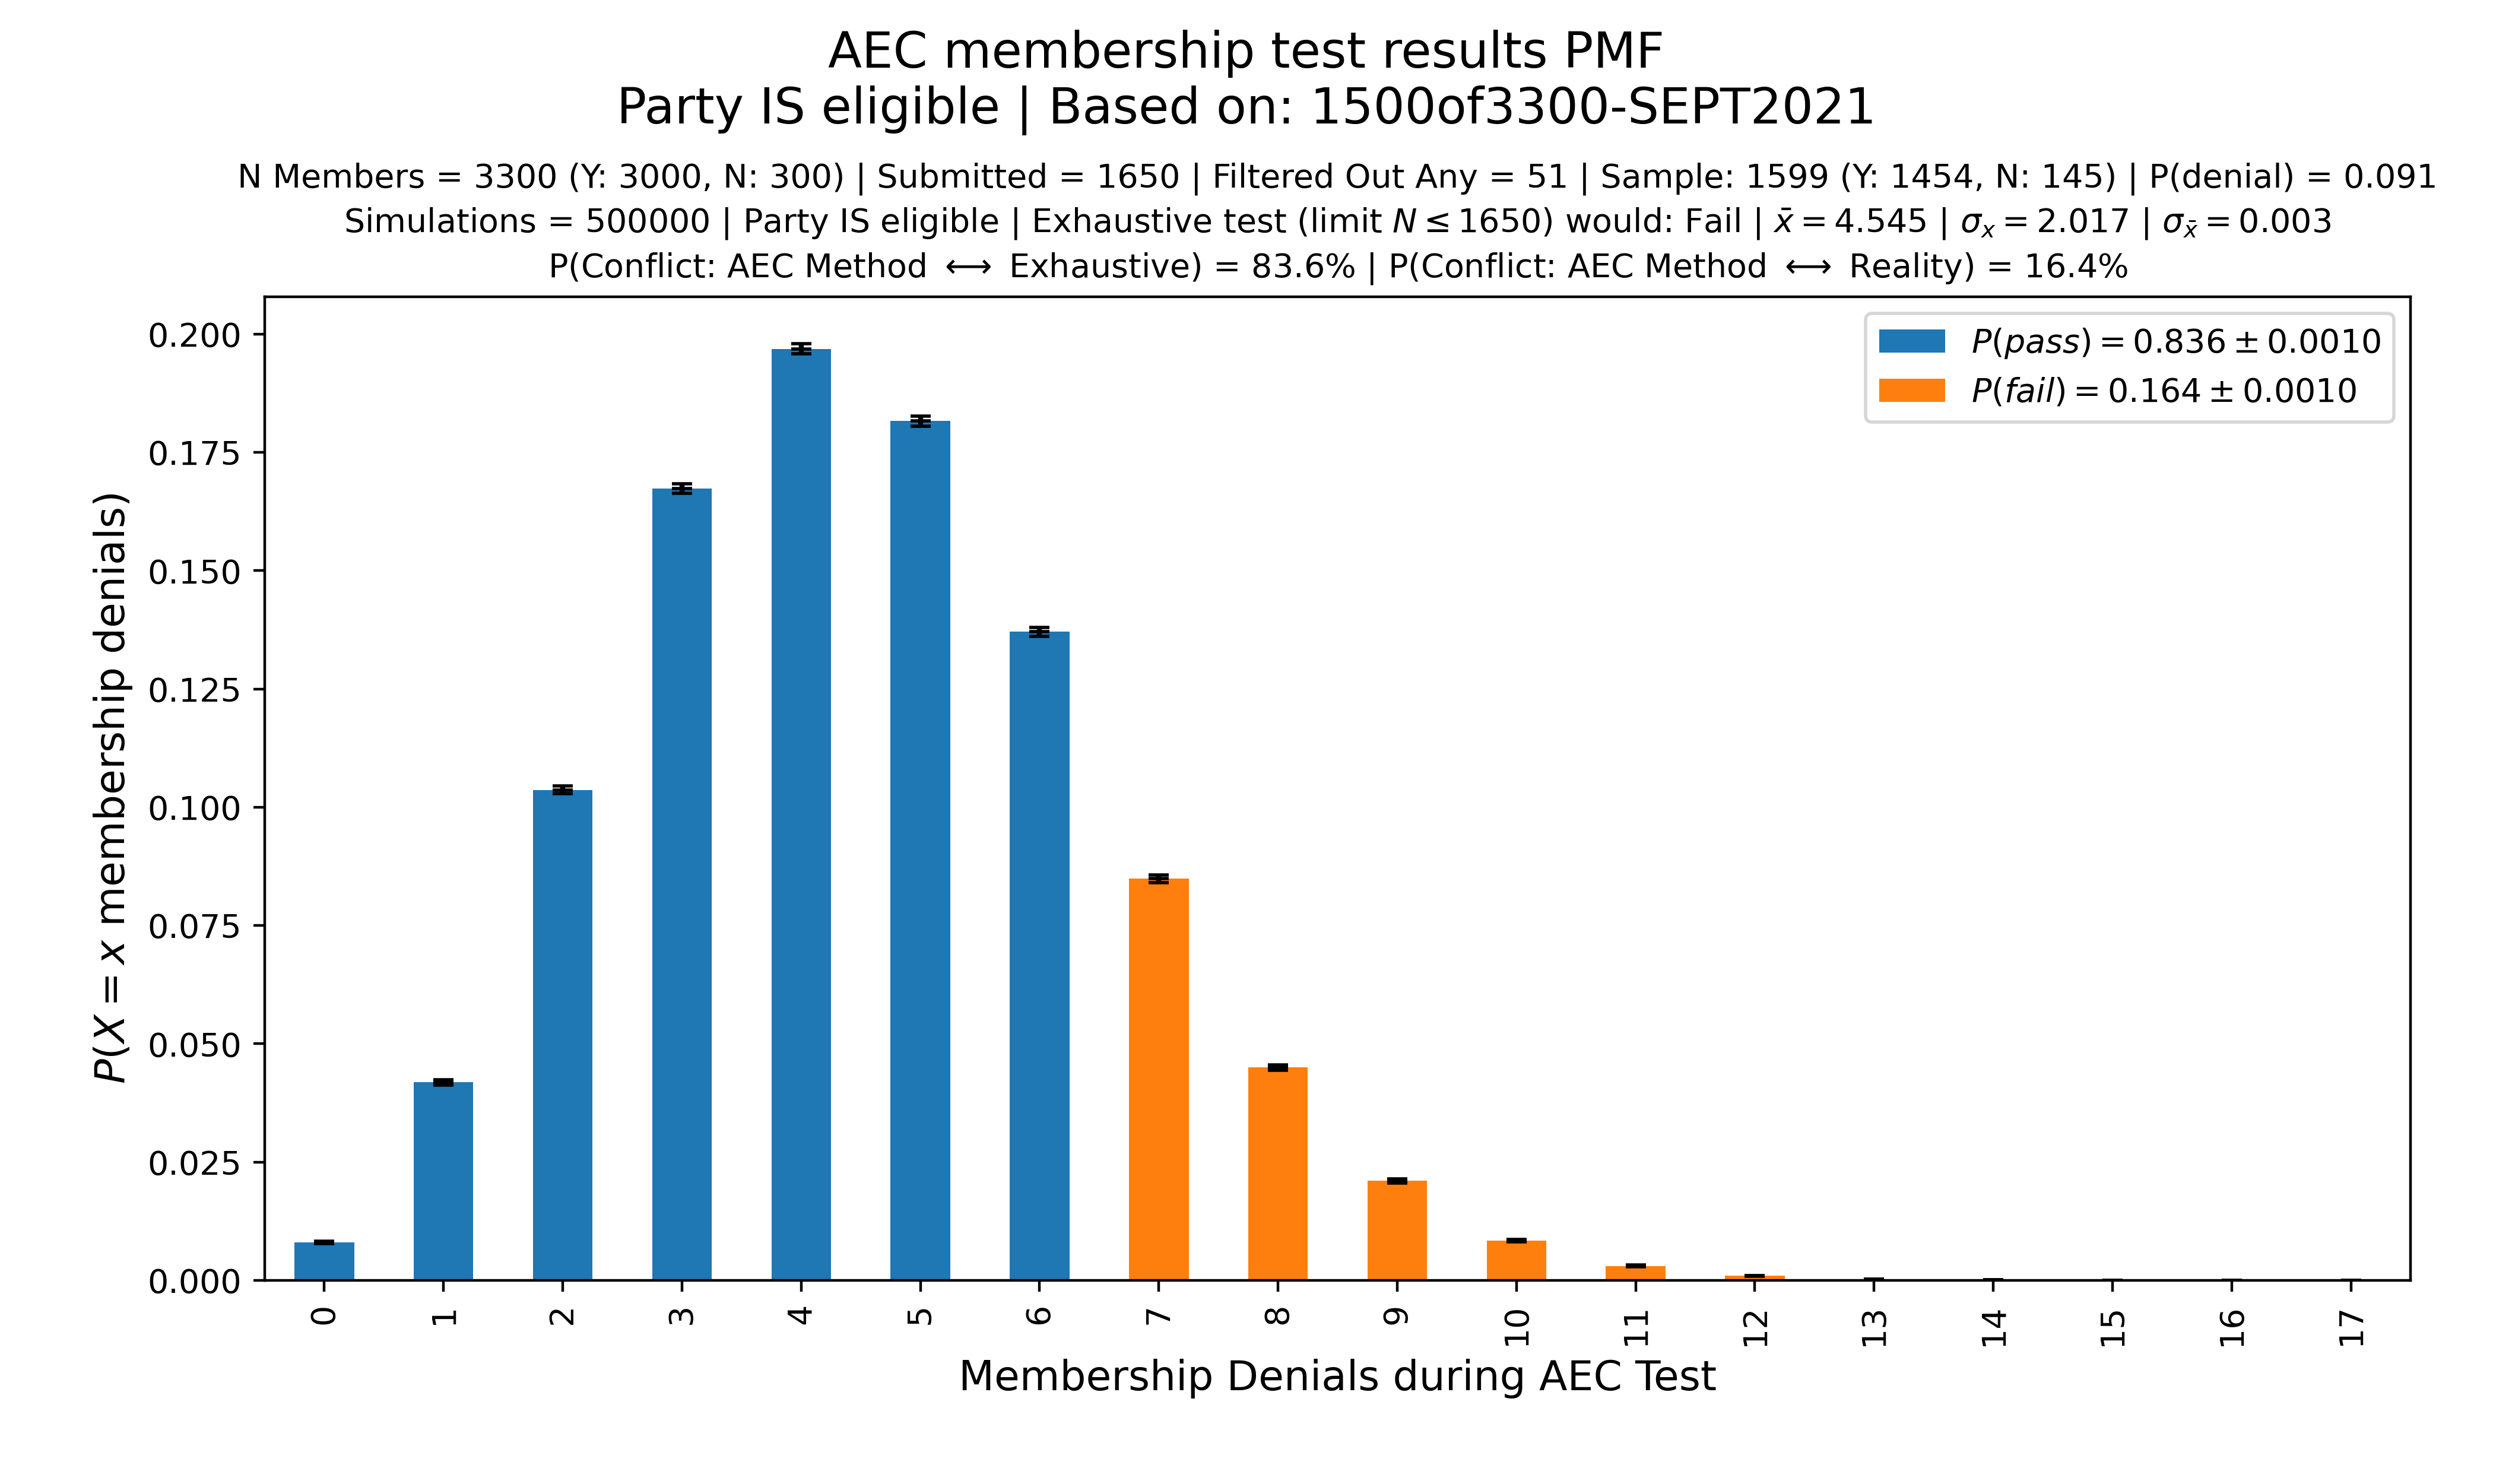 AEC membership test results PMF
Party IS eligible | Based on: 1500of3300-SEPT2021
N Members = 3300 (Y: 3000, N: 300) | Submitted = 1650 | Filtered Out Any = 51 | Sample: 1599 (Y: 1454, N: 145) | P(denial) = 0.091
Simulations = 500000 | Party IS eligible | Exhaustive test (limit N ≤ 1650) would: Fail | x̄ = 4.545 | σₓ = 2.017 | σ_x̄ = 0.003
P(Conflict: AEC Method ⟷ Exhaustive) = 83.6% | P(Conflict: AEC Method ⟷ Reality) = 16.4%
P(pass) = 0.836 ± 0.0010
P(fail) = 0.164 ± 0.0010
P(X = x membership denials)
0.200
0.175
0.150
0.125
0.100
0.075
0.050
0.025
0.000
0 1 2 3 4 5 6 7 8 9 10 11 12 13 14 15 16 17
Membership Denials during AEC Test